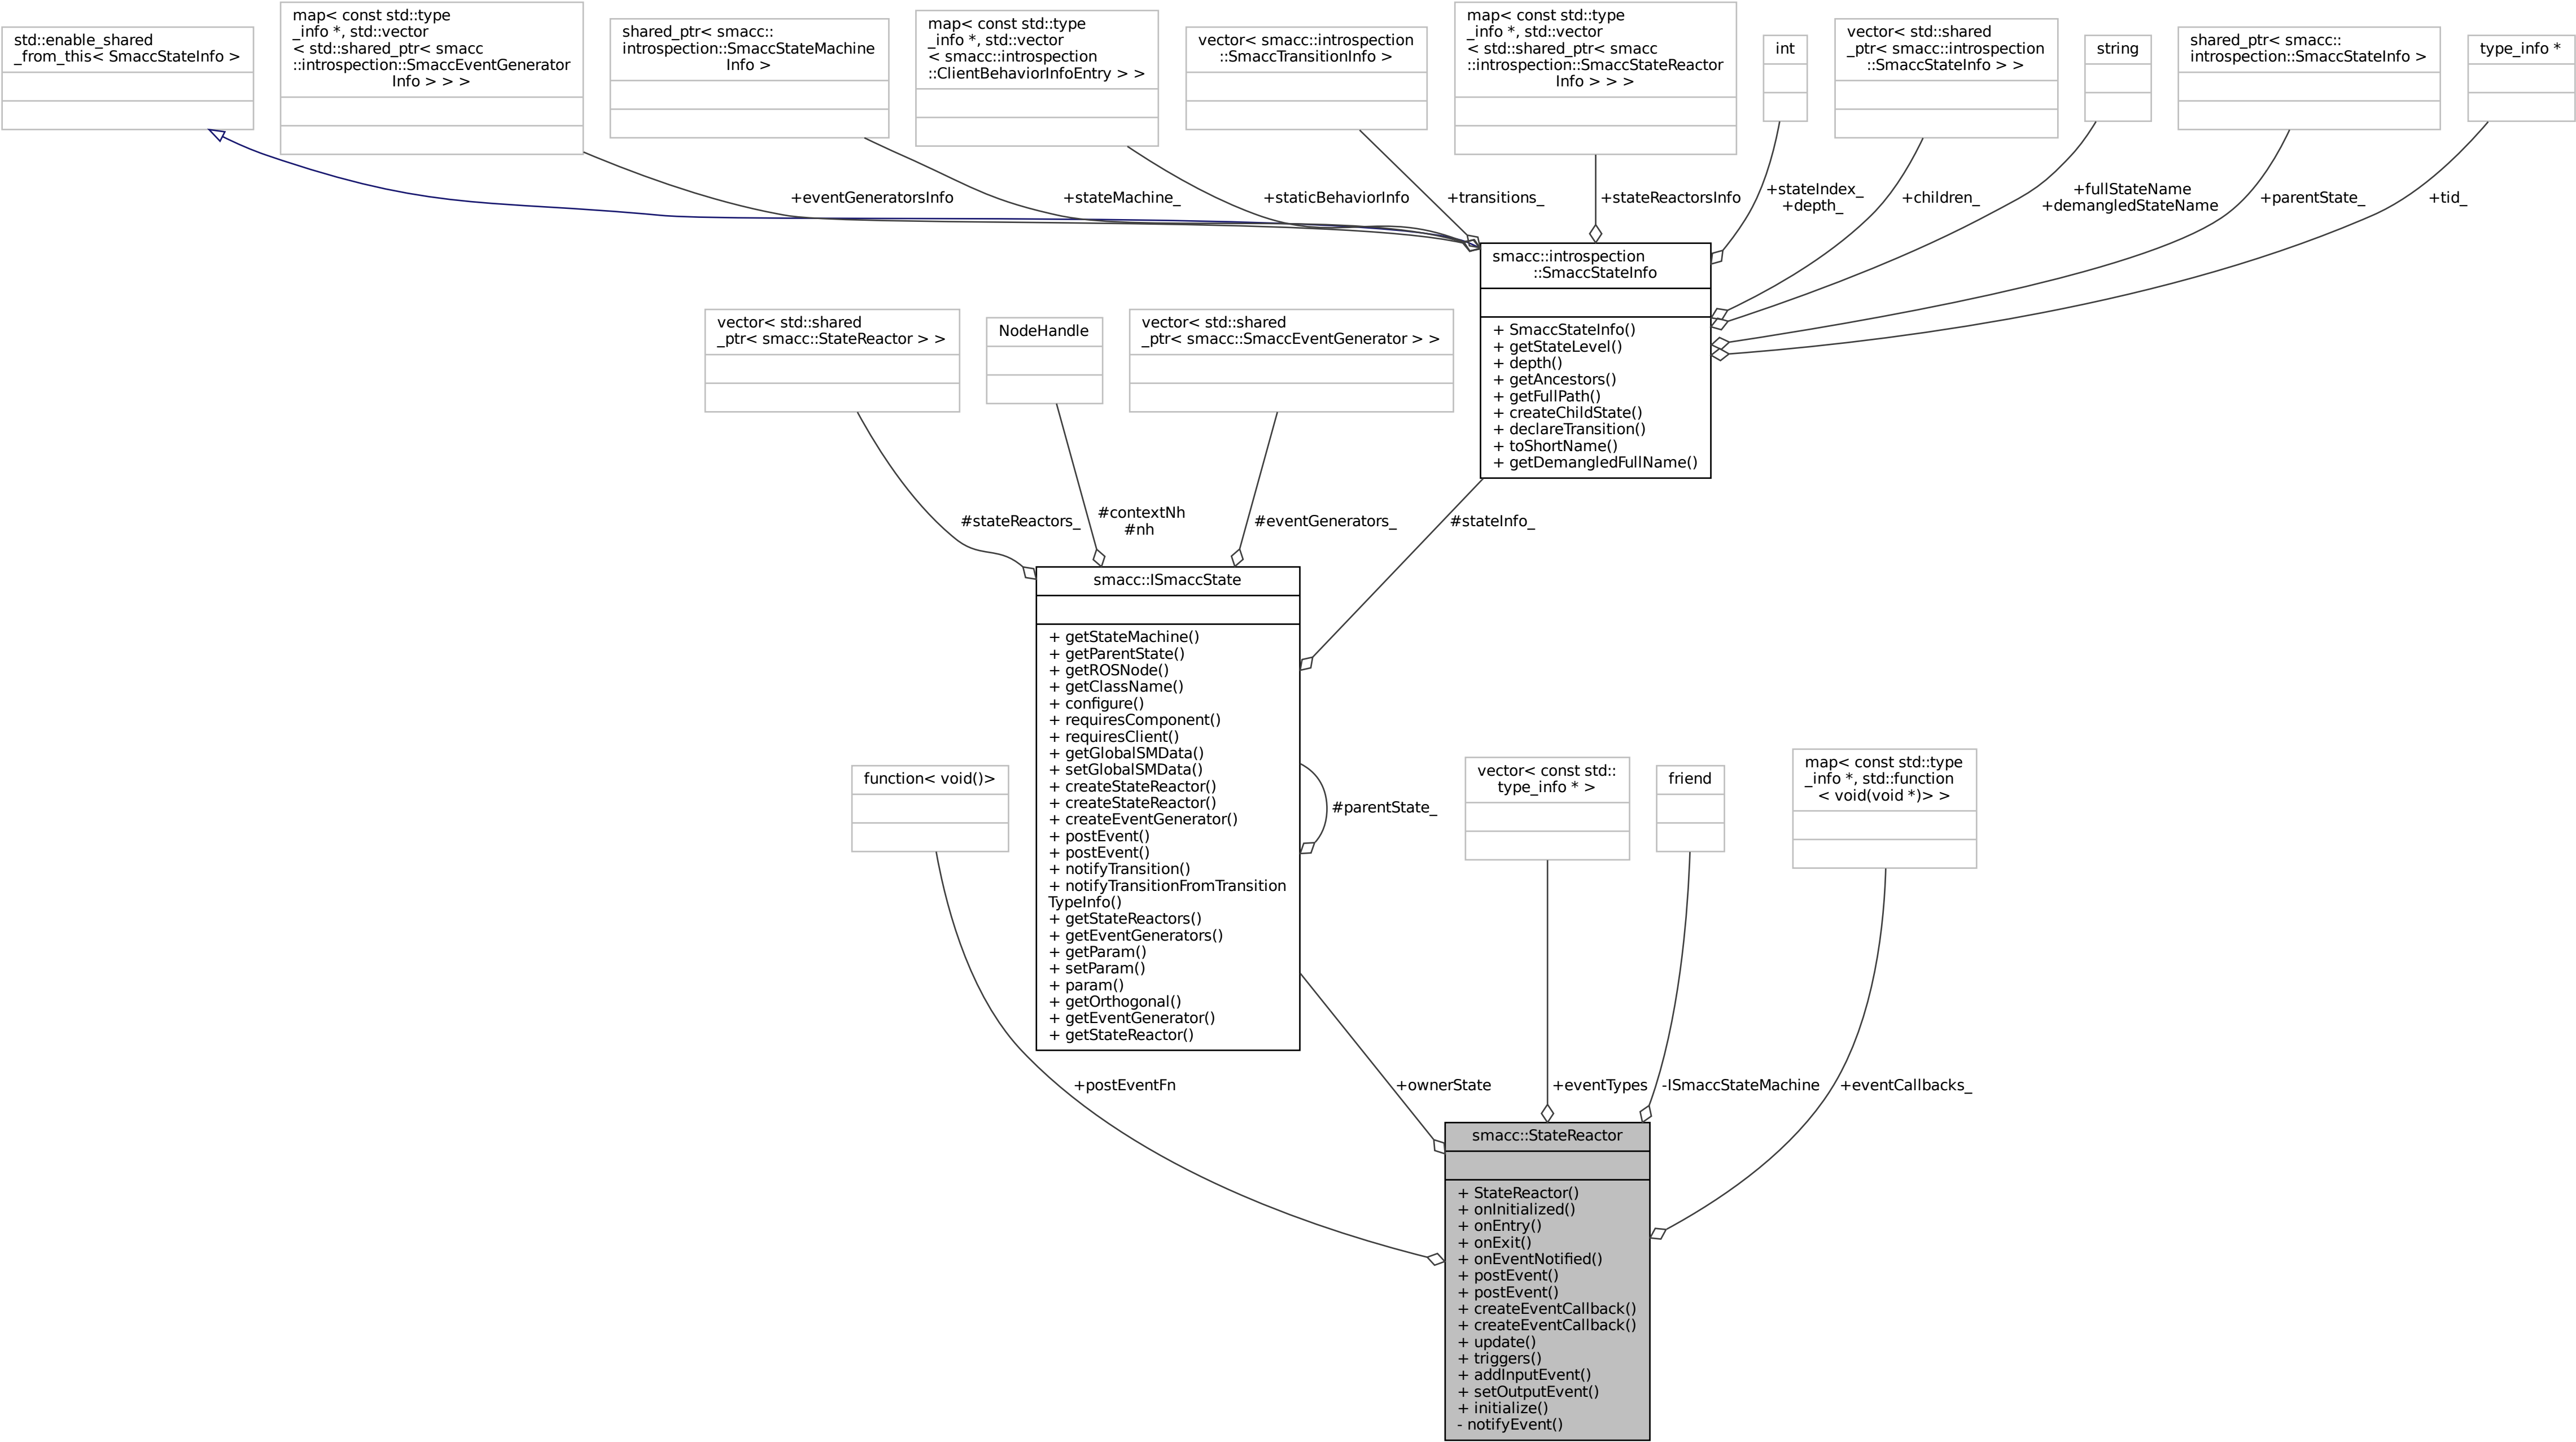 std::enable_shared
_from_this< SmaccStateInfo >
map< const std::type
_info *, std::vector
< std::shared_ptr< smacc
::introspection::SmaccEventGenerator
Info > > >
shared_ptr< smacc::
introspection::SmaccStateMachine
Info >
map< const std::type
_info *, std::vector
< smacc::introspection
::ClientBehaviorInfoEntry > >
vector< smacc::introspection
::SmaccTransitionInfo >
map< const std::type
_info *, std::vector
< std::shared_ptr< smacc
::introspection::SmaccStateReactor
Info > > >
int
vector< std::shared
_ptr< smacc::introspection
::SmaccStateInfo > >
string
shared_ptr< smacc::
introspection::SmaccStateInfo >
type_info *
+eventGeneratorsInfo
+stateMachine_
+staticBehaviorInfo
+transitions_
+stateReactorsInfo
+stateIndex_
+depth_
+children_
+fullStateName
+demangledStateName
+parentState_
+tid_
smacc::introspection
::SmaccStateInfo
+ SmaccStateInfo()
+ getStateLevel()
+ depth()
+ getAncestors()
+ getFullPath()
+ createChildState()
+ declareTransition()
+ toShortName()
+ getDemangledFullName()
vector< std::shared
_ptr< smacc::StateReactor > >
NodeHandle
vector< std::shared
_ptr< smacc::SmaccEventGenerator > >
#stateReactors_
#contextNh
#nh
#eventGenerators_
#stateInfo_
smacc::ISmaccState
+ getStateMachine()
+ getParentState()
+ getROSNode()
+ getClassName()
+ configure()
+ requiresComponent()
+ requiresClient()
+ getGlobalSMData()
+ setGlobalSMData()
+ createStateReactor()
+ createStateReactor()
+ createEventGenerator()
+ postEvent()
+ postEvent()
+ notifyTransition()
+ notifyTransitionFromTransition
TypeInfo()
+ getStateReactors()
+ getEventGenerators()
+ getParam()
+ setParam()
+ param()
+ getOrthogonal()
+ getEventGenerator()
+ getStateReactor()
#parentState_
function< void()>
vector< const std::
type_info * >
friend
map< const std::type
_info *, std::function
< void(void *)> >
+postEventFn
+ownerState
+eventTypes
-ISmaccStateMachine
+eventCallbacks_
smacc::StateReactor
+ StateReactor()
+ onInitialized()
+ onEntry()
+ onExit()
+ onEventNotified()
+ postEvent()
+ postEvent()
+ createEventCallback()
+ createEventCallback()
+ update()
+ triggers()
+ addInputEvent()
+ setOutputEvent()
+ initialize()
- notifyEvent()